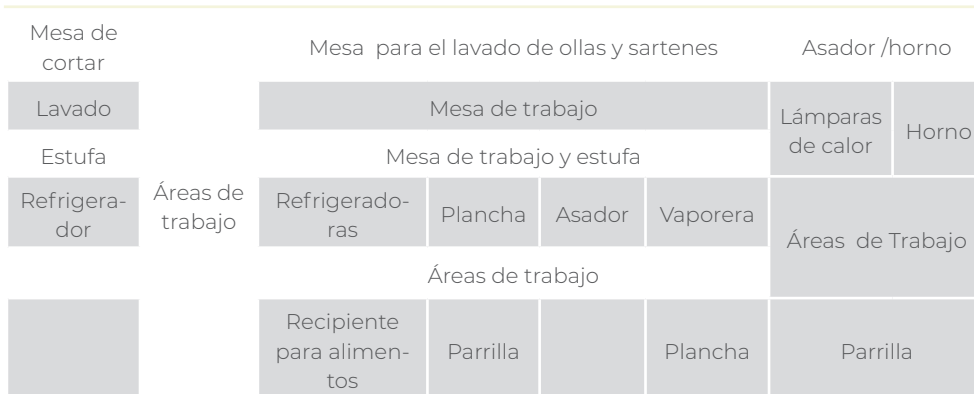 Mesa de
cortar
Mesa para el lavado de ollas y sartenes
Asador /horno
Lavado
Mesa de trabajo
Lámparas
de calor
Horno
Estufa
Mesa de trabajo y estufa
Refrigera-
dor
Áreas de
trabajo
Refrigerado-
ras
Plancha
Asador
Vaporera
Áreas de Trabajo
Áreas de trabajo
Recipiente
para alimen-
tos
Parrilla
Plancha
Parrilla